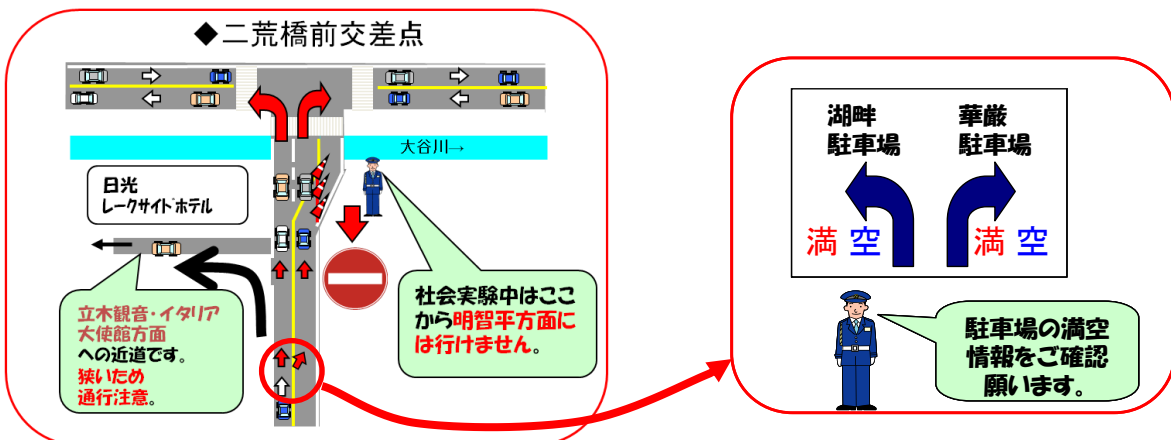 ◆二荒橋前交差点
大谷川→
日光
レークサイドホテル
立木観音・イタリア
大使館方面
への近道です。
狭いため
通行注意。
社会実験中はここ
から明智平方面に
は行けません。
湖畔
駐車場
華厳
駐車場
満 空
満 空
駐車場の満空
情報をご確認
願います。